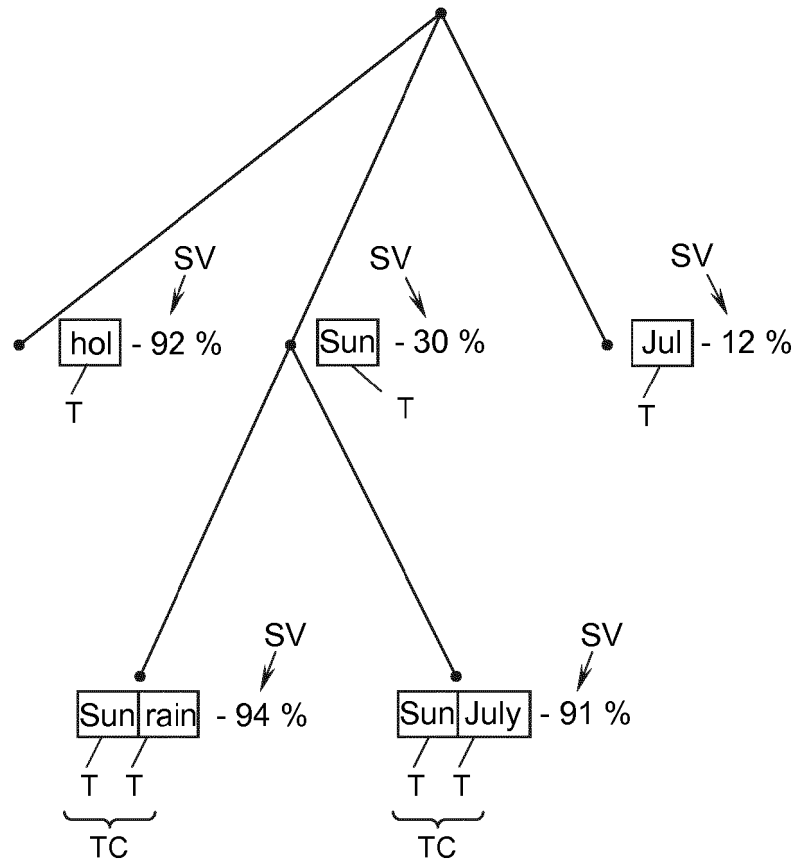 SV SV SV
hol - 92 % Sun - 30 % Jul - 12 %
T T T
SV SV
Sun rain - 94 % Sun July - 91 %
T T T T
TC TC